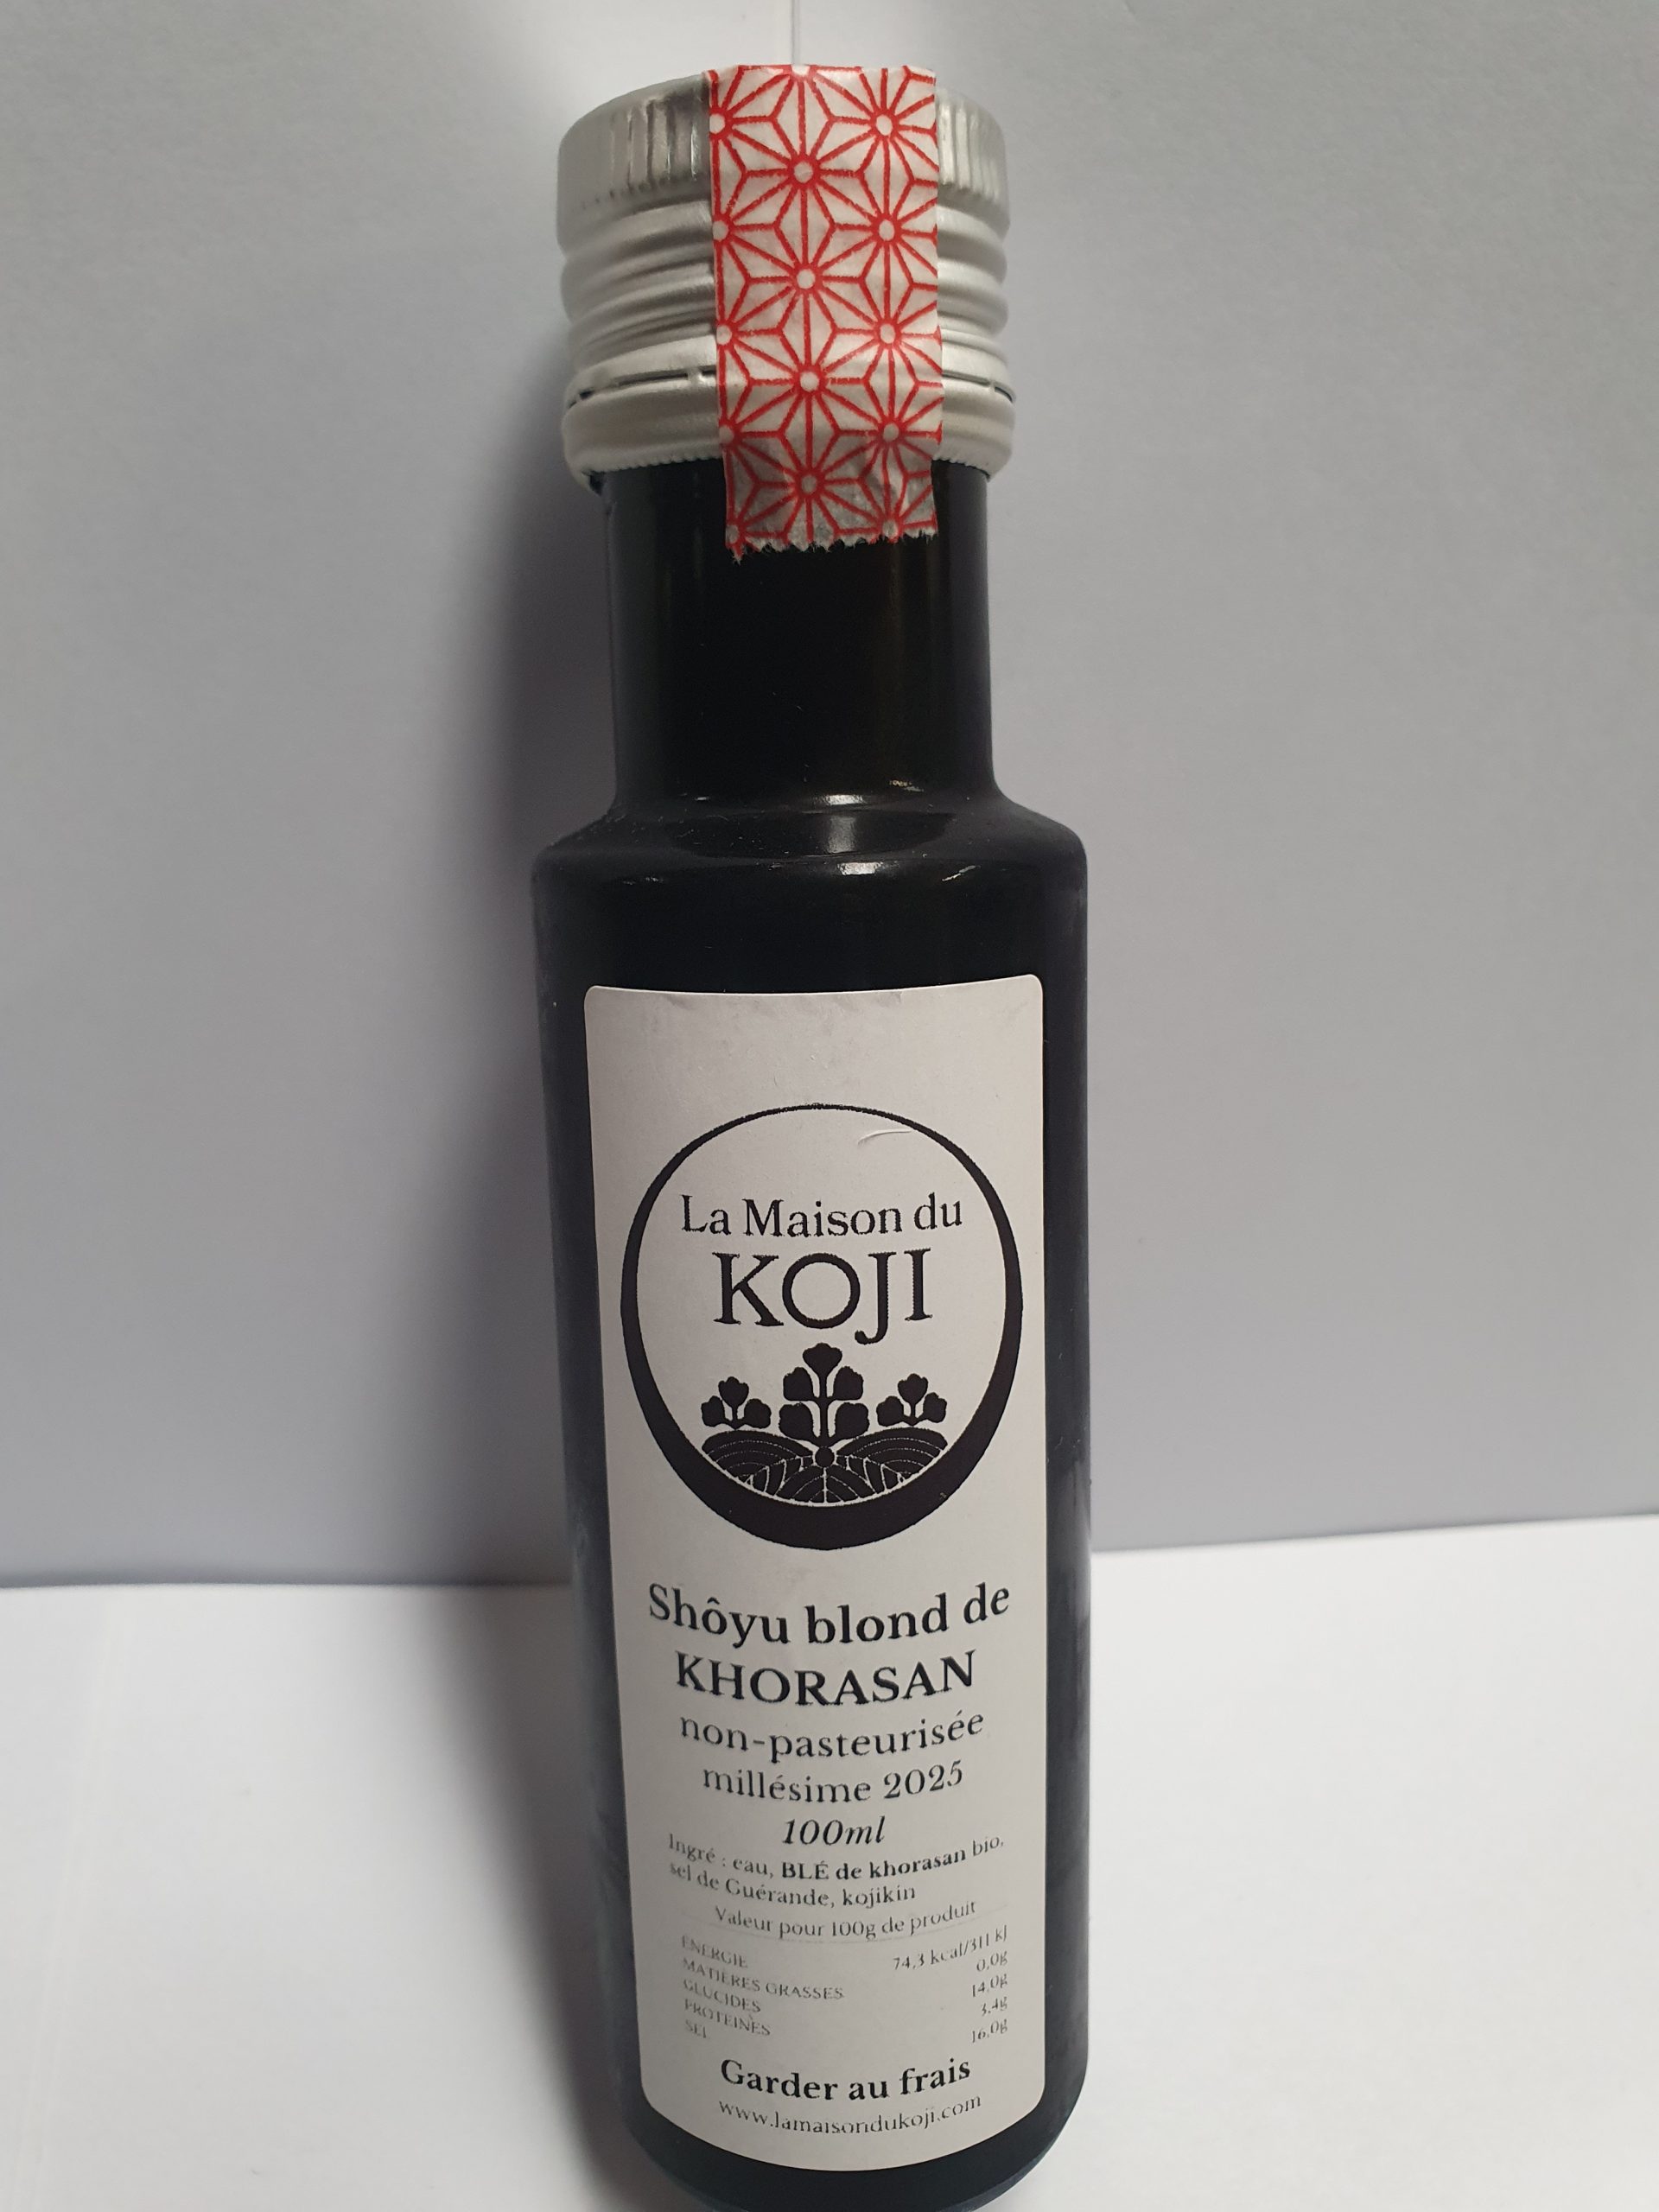 La Maison du
KOJI
Shôyu blond de
KHORASAN
non-pasteurisée
millésime 2025
100ml
Ingré : eau, BLÉ de khorasan bio,
sel de Guérande, kojikin
Valeur pour 100g de produit
ENERGIE 74,3 kcal/311 kJ
MATIÈRES GRASSES 0,0g
GLUCIDES 14,0g
PROTEINES 3,4g
SEL 16,0g
Garder au frais
www.lamaisondukoji.com